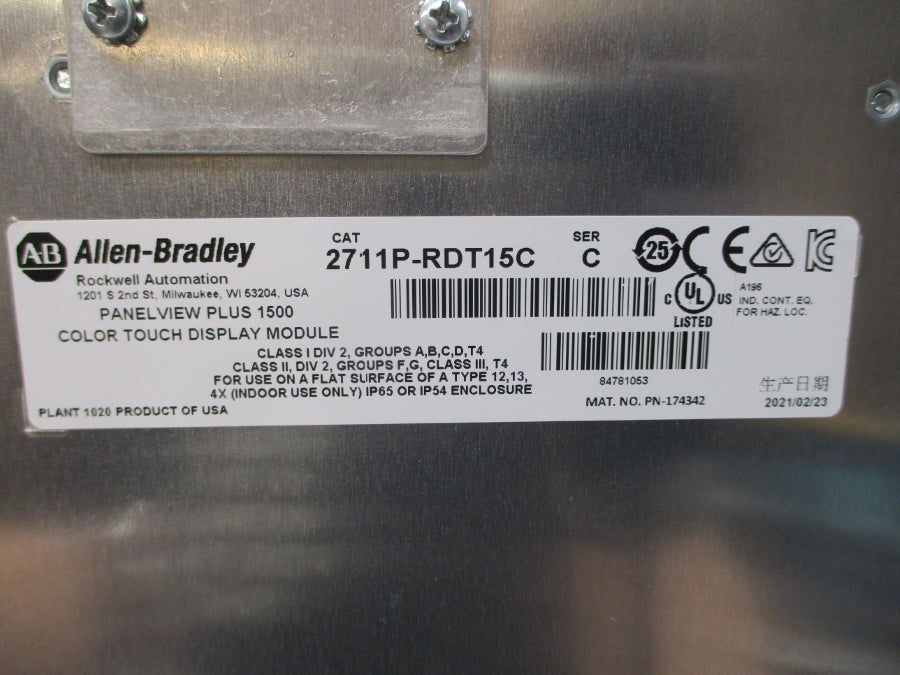 AB Allen-Bradley
Rockwell Automation
1201 S 2nd St, Milwaukee, WI 53204, USA
PANELVIEW PLUS 1500
COLOR TOUCH DISPLAY MODULE
CAT
2711P-RDT15C
SER
C
25
CE
KC
C UL US
LISTED
A196
IND. CONT. EQ.
FOR HAZ. LOC.
CLASS I DIV 2, GROUPS A,B,C,D,T4
CLASS II, DIV 2, GROUPS F,G, CLASS III, T4
FOR USE ON A FLAT SURFACE OF A TYPE 12,13,
4X (INDOOR USE ONLY) IP65 OR IP54 ENCLOSURE
PLANT 1020 PRODUCT OF USA
84781053
MAT. NO. PN-174342
生产日期
2021/02/23